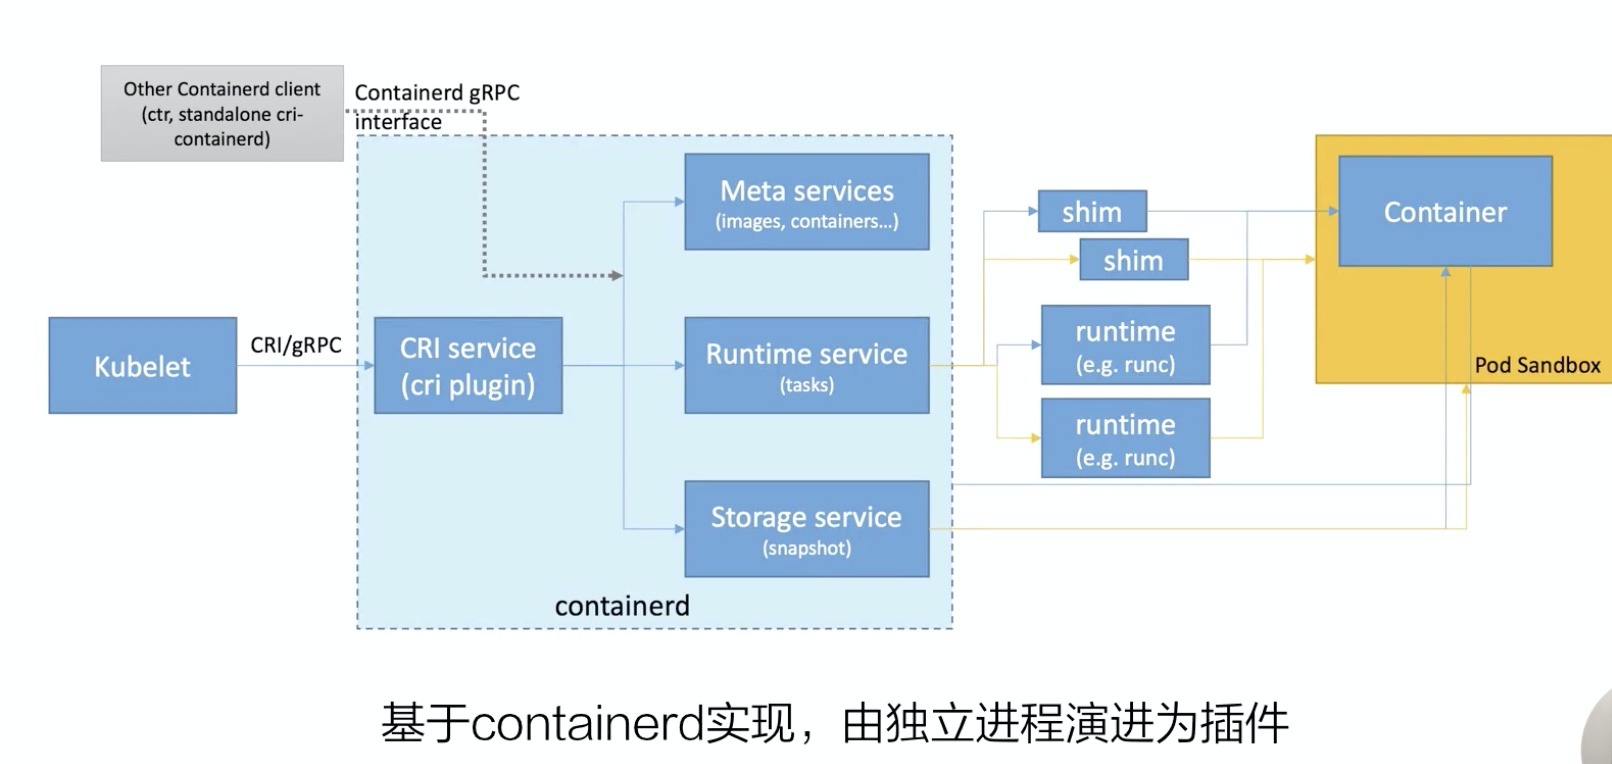 Other Containerd client
(ctr, standalone cri-
containerd)
Containerd gRPC
interface
Kubelet
CRI/gRPC
CRI service
(cri plugin)
Meta services
(images, containers...)
Runtime service
(tasks)
Storage service
(snapshot)
containerd
shim
shim
runtime
(e.g. runc)
runtime
(e.g. runc)
Container
Pod Sandbox
基于containerd实现，由独立进程演进为插件